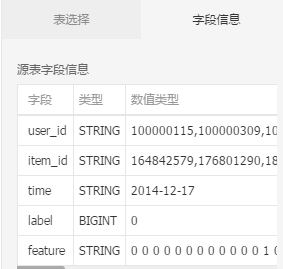 表选择 字段信息
源表字段信息
字段 类型 数值类型
user_id STRING 100000115,100000309,10
item_id STRING 164842579,176801290,18
time STRING 2014-12-17
label BIGINT 0
feature STRING 0 0 0 0 0 0 0 0 0 0 0 0 1 0